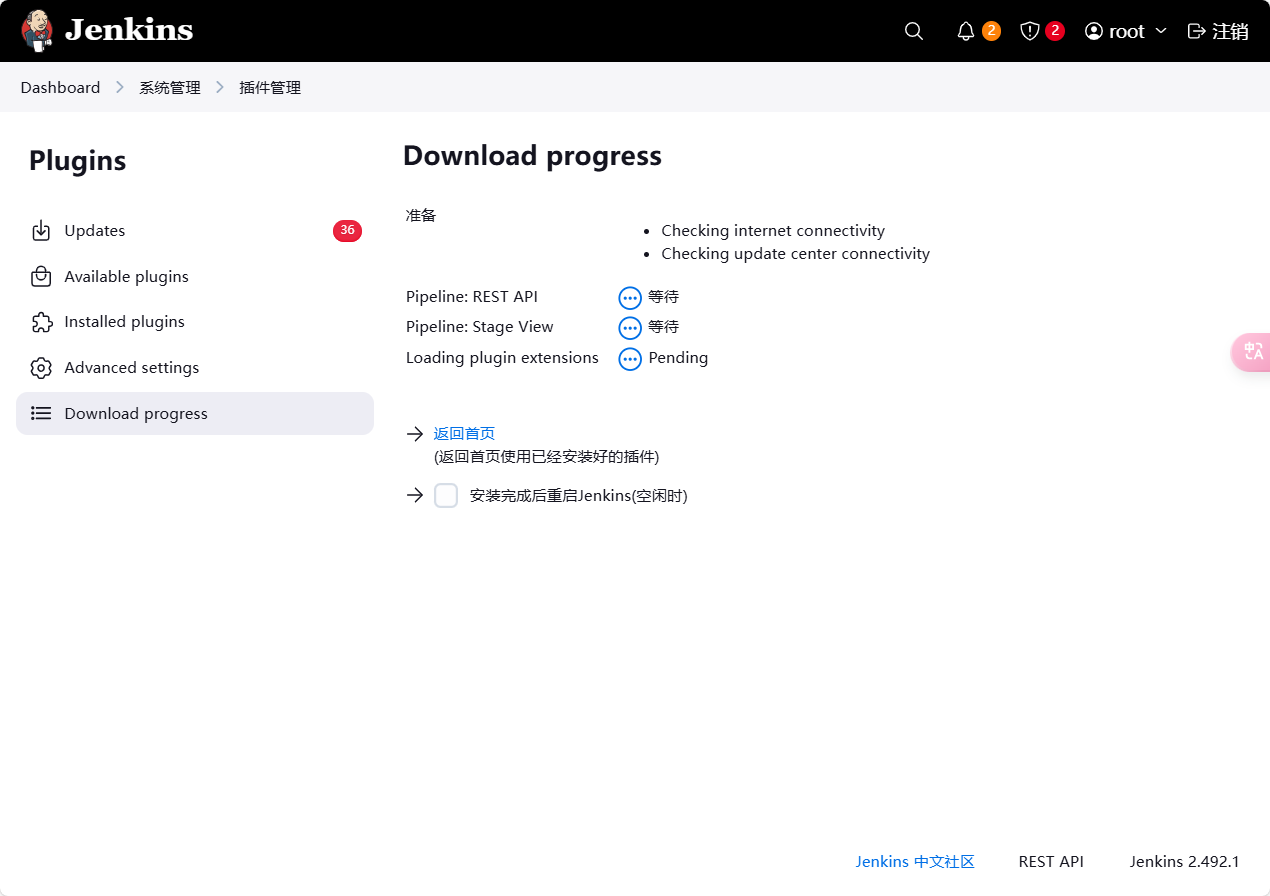 Jenkins
2
2
root
注销
Dashboard
系统管理
插件管理
Plugins
Updates
36
Available plugins
Installed plugins
Advanced settings
Download progress
Download progress
准备
Checking internet connectivity
Checking update center connectivity
Pipeline: REST API
等待
Pipeline: Stage View
等待
Loading plugin extensions
Pending
返回首页
(返回首页使用已经安装好的插件)
安装完成后重启Jenkins(空闲时)
中A
Jenkins 中文社区
REST API
Jenkins 2.492.1